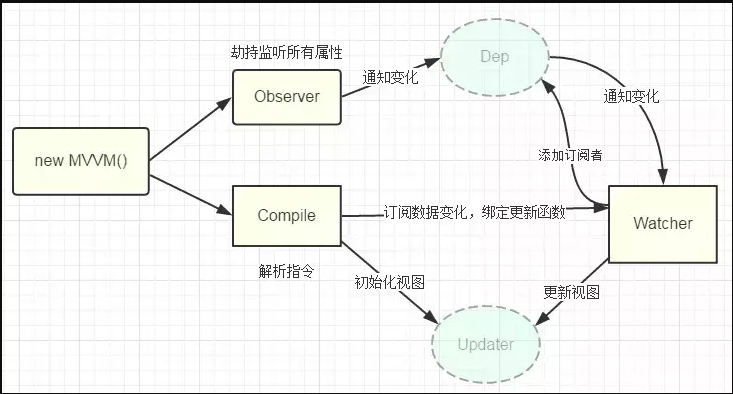 劫持监听所有属性
Dep
Observer
通知变化
通知变化
new MVVM()
添加订阅者
Compile
订阅数据变化，绑定更新函数
Watcher
解析指令
初始化视图
更新视图
Updater